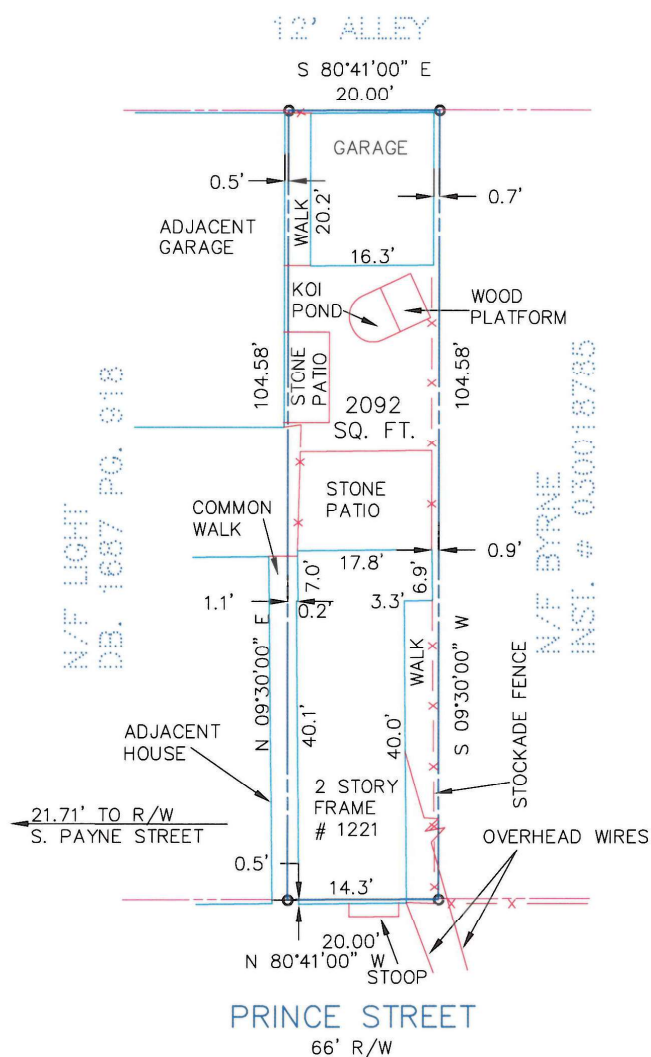 12' ALLEY
S 80°41'00" E
20.00'
GARAGE
0.5'
0.7'
WALK
20.2'
ADJACENT
GARAGE
16.3'
KOI
POND
WOOD
PLATFORM
104.58'
STONE
PATIO
104.58'
2092
SQ. FT.
N/F LIGHT
DB. 1687 PG. 918
N/F BYRNE
INST. # 030018785
STONE
PATIO
COMMON
WALK
17.8'
0.9'
7.0'
6.9'
1.1'
0.2'
3.3'
N 09°30'00" E
WALK
S 09°30'00" W
STOCKADE FENCE
40.1'
40.0'
ADJACENT
HOUSE
2 STORY
FRAME
# 1221
21.71' TO R/W
S. PAYNE STREET
OVERHEAD WIRES
0.5'
14.3'
20.00'
N 80°41'00" W
STOOP
PRINCE STREET
66' R/W